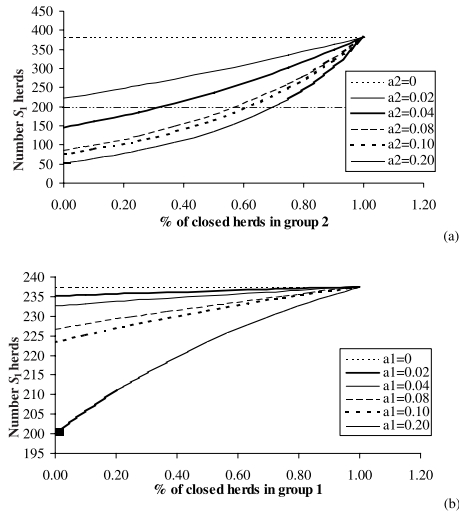 450
400
350
300
250
200
150
100
50
0
Number S1 herds
0.00 0.20 0.40 0.60 0.80 1.00 1.20
% of closed herds in group 2
a2=0
a2=0.02
a2=0.04
a2=0.08
a2=0.10
a2=0.20
(a)
240
235
230
225
220
215
210
205
200
195
Number S1 herds
0.00 0.20 0.40 0.60 0.80 1.00 1.20
% of closed herds in group 1
a1=0
a1=0.02
a1=0.04
a1=0.08
a1=0.10
a1=0.20
(b)